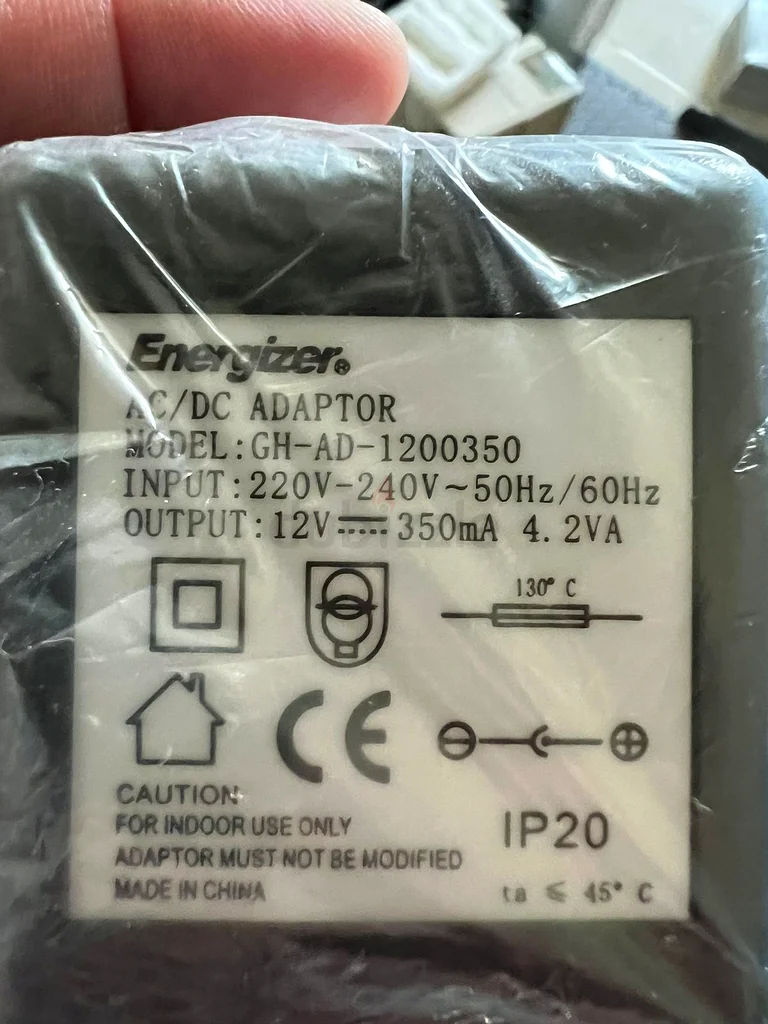 Energizer®
AC/DC ADAPTOR
MODEL:GH-AD-1200350
INPUT:220V-240V~50Hz/60Hz
OUTPUT:12V⎓350mA 4.2VA
130° C
CE
CAUTION
FOR INDOOR USE ONLY
ADAPTOR MUST NOT BE MODIFIED
MADE IN CHINA
IP20
ta ≤ 45° C